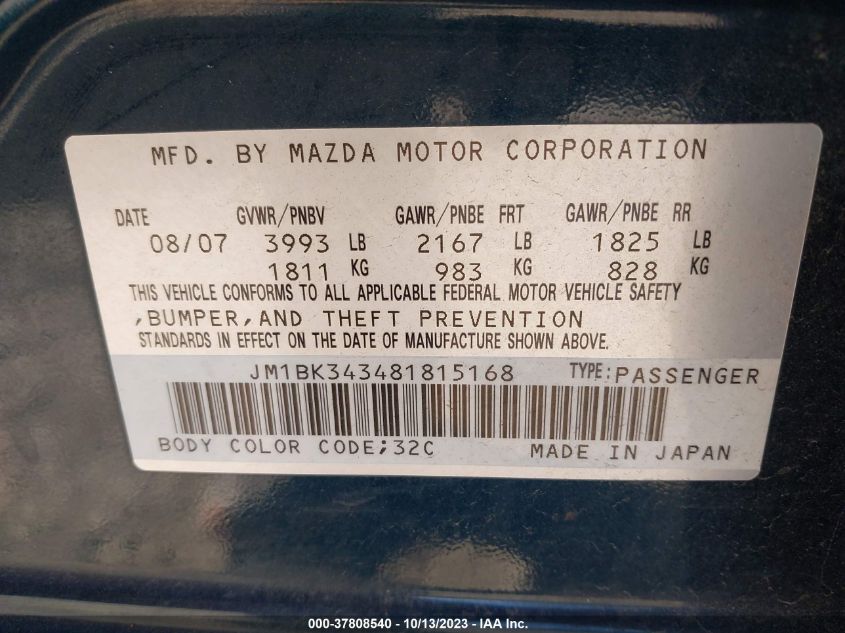 MFD. BY MAZDA MOTOR CORPORATION
DATE GVWR/PNBV GAWR/PNBE FRT GAWR/PNBE RR
08/07 3993 LB 2167 LB 1825 LB
1811 KG 983 KG 828 KG
THIS VEHICLE CONFORMS TO ALL APPLICABLE FEDERAL MOTOR VEHICLE SAFETY
,BUMPER,AND THEFT PREVENTION
STANDARDS IN EFFECT ON THE DATE OF MANUFACTURE SHOWN ABOVE.
JM1BK343481815168 TYPE:PASSENGER
BODY COLOR CODE;32C MADE IN JAPAN
000-37808540 - 10/13/2023 - IAA Inc.